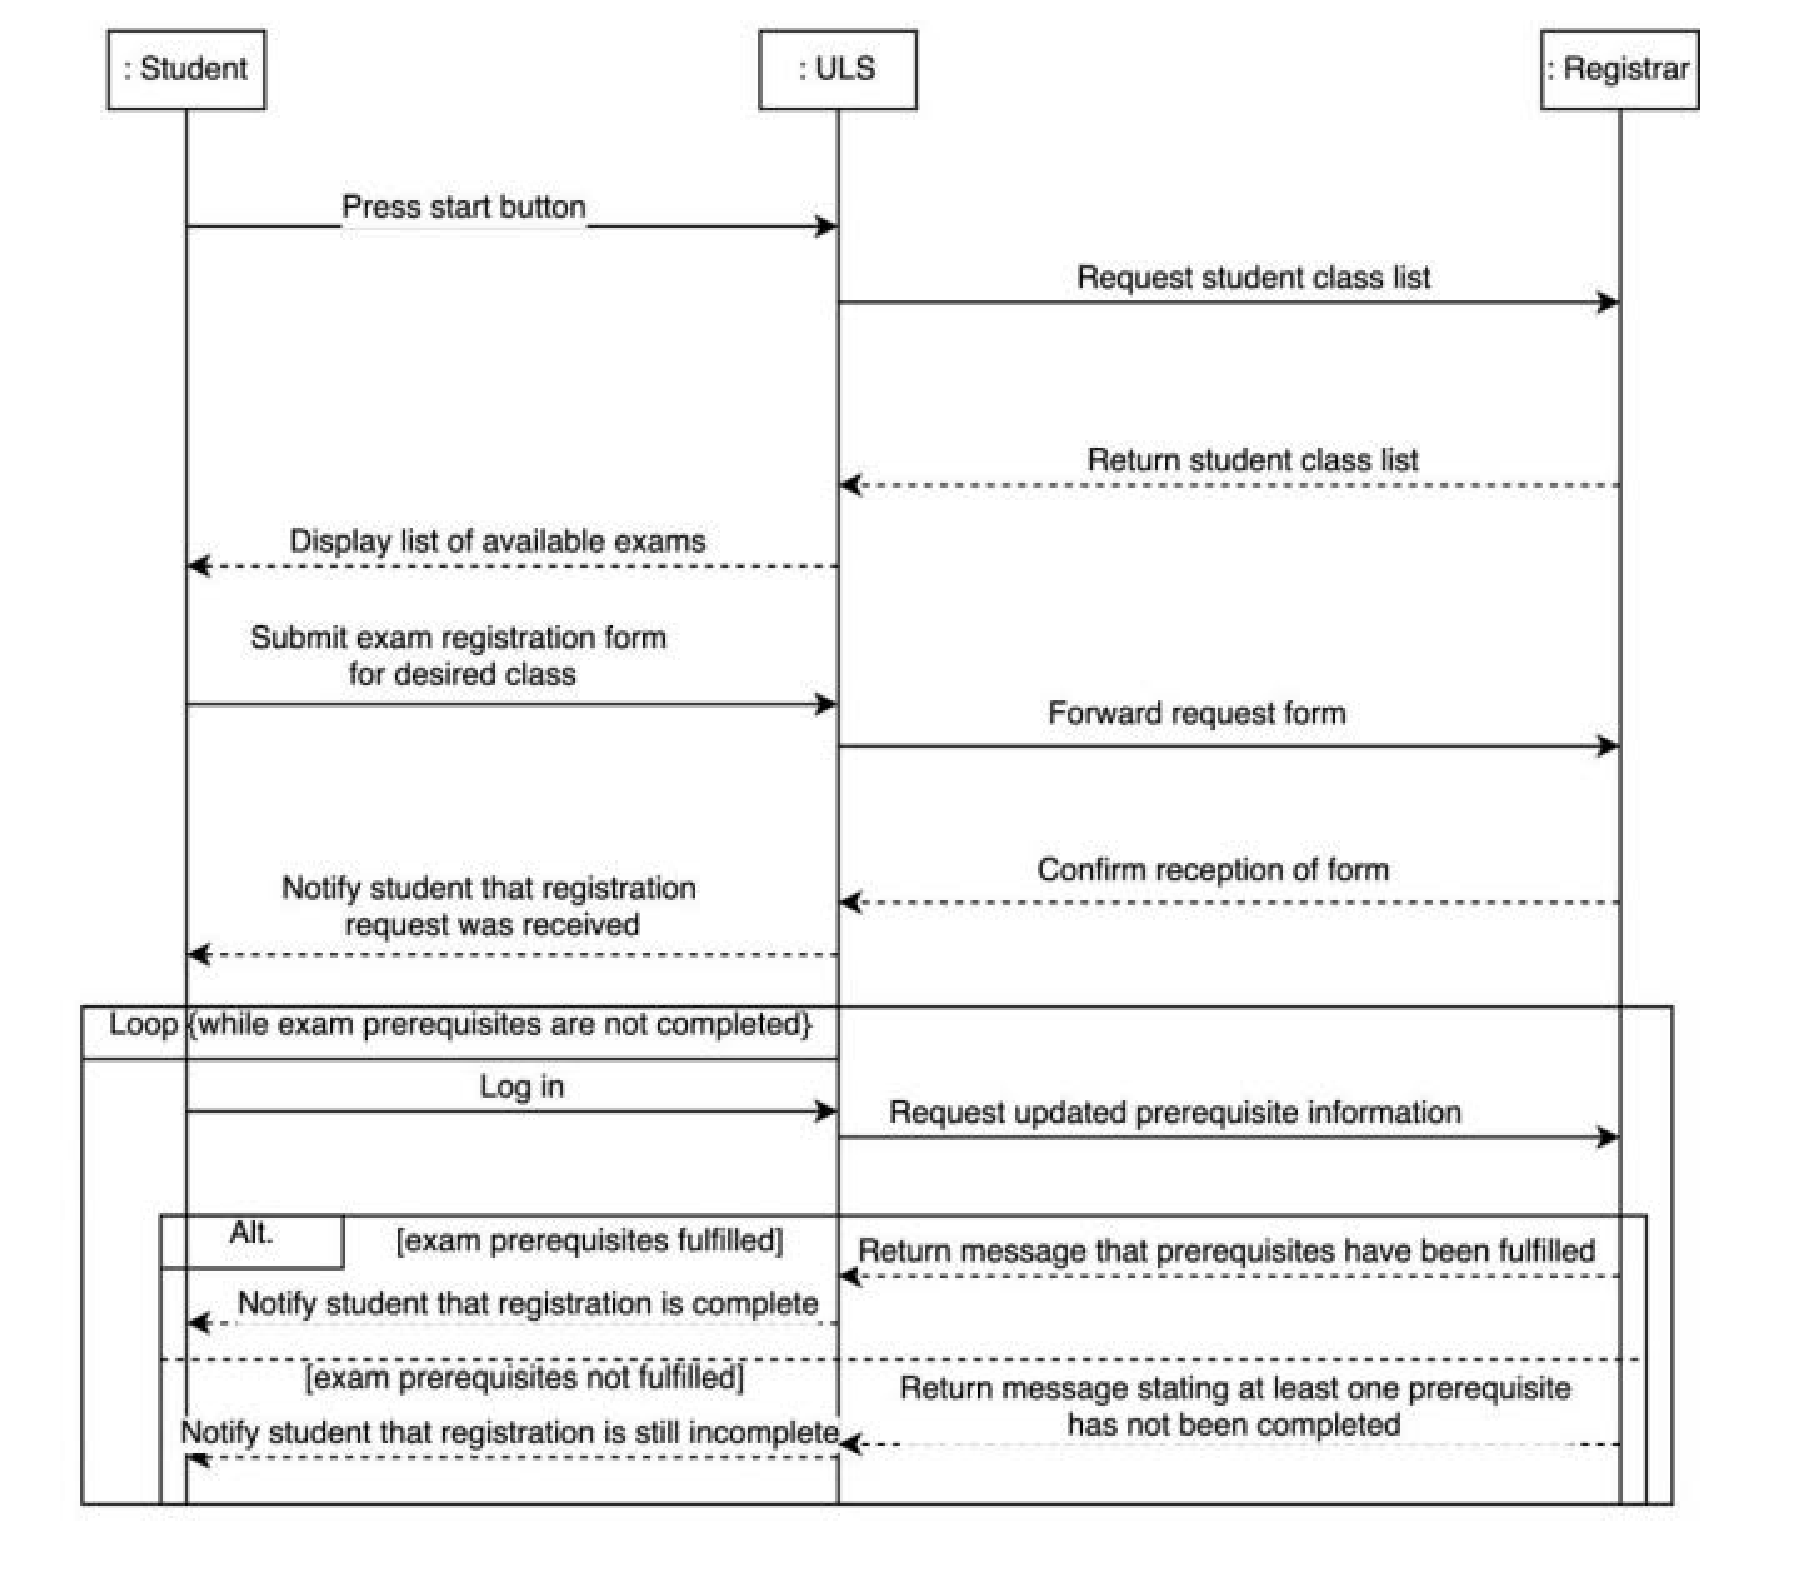 : Student
: ULS
: Registrar
Press start button
Request student class list
Return student class list
Display list of available exams
Submit exam registration form
for desired class
Forward request form
Confirm reception of form
Notify student that registration
request was received
Loop {while exam prerequisites are not completed}
Log in
Request updated prerequisite information
Alt.
[exam prerequisites fulfilled]
Return message that prerequisites have been fulfilled
Notify student that registration is complete
[exam prerequisites not fulfilled]
Return message stating at least one prerequisite
has not been completed
Notify student that registration is still incomplete